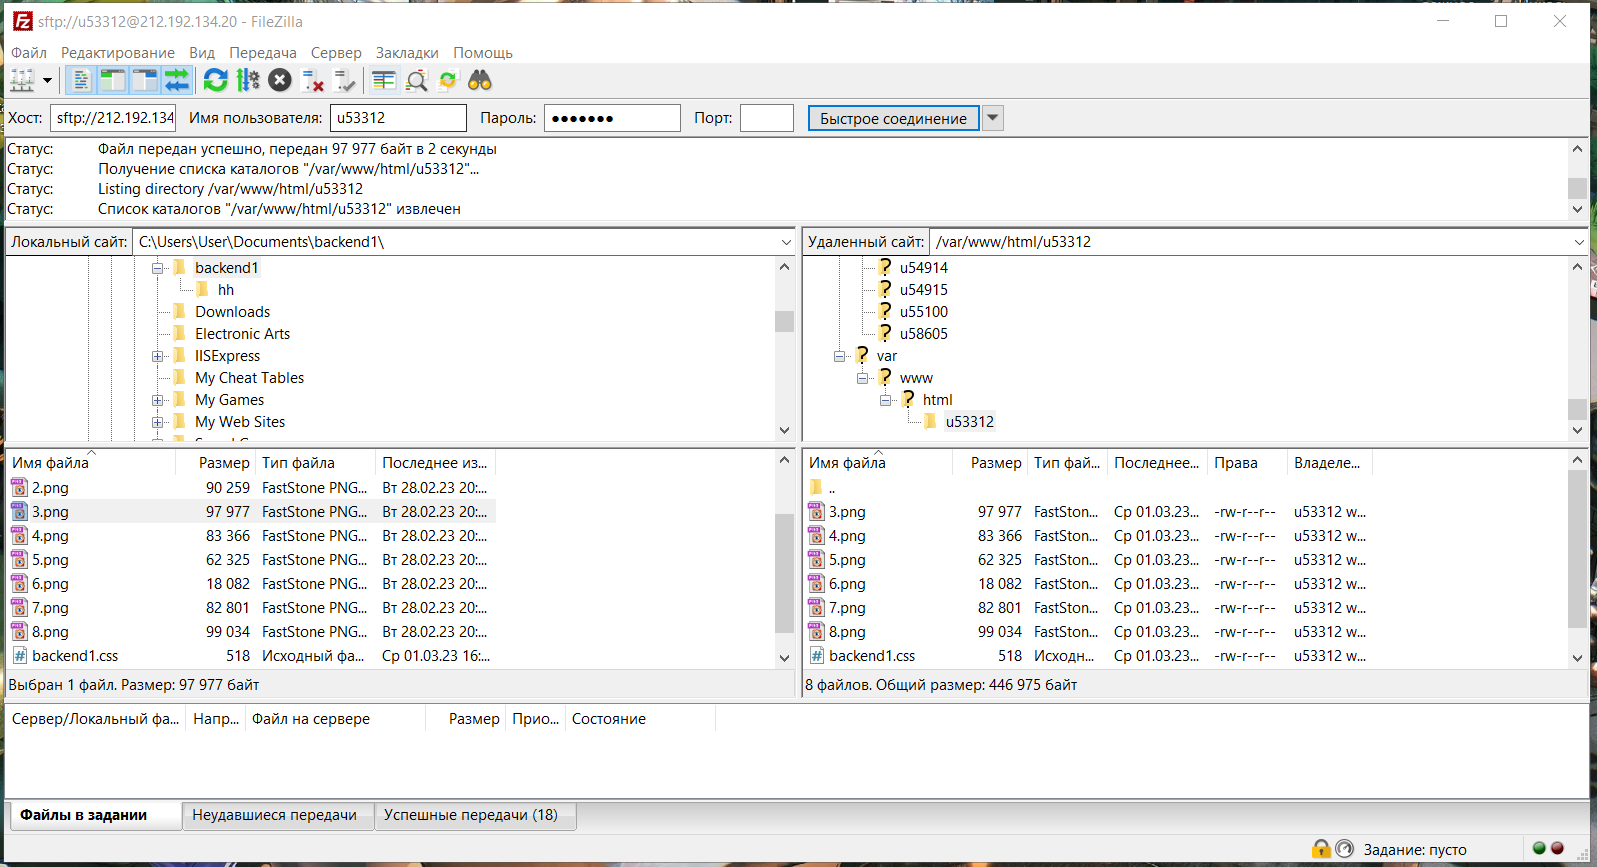 sftp://u53312@212.192.134.20 - FileZilla
Файл Редактирование Вид Передача Сервер Закладки Помощь
Хост: sftp://212.192.134 Имя пользователя: u53312 Пароль: ●●●●●●● Порт: Быстрое соединение
Статус: Файл передан успешно, передан 97 977 байт в 2 секунды
Статус: Получение списка каталогов "/var/www/html/u53312"...
Статус: Listing directory /var/www/html/u53312
Статус: Список каталогов "/var/www/html/u53312" извлечен
Локальный сайт: C:\Users\User\Documents\backend1\
backend1
hh
Downloads
Electronic Arts
IISExpress
My Cheat Tables
My Games
My Web Sites
Удаленный сайт: /var/www/html/u53312
u54914
u54915
u55100
u58605
var
www
html
u53312
Имя файла Размер Тип файла Последнее из...
2.png 90 259 FastStone PNG... Вт 28.02.23 20:...
3.png 97 977 FastStone PNG... Вт 28.02.23 20:...
4.png 83 366 FastStone PNG... Вт 28.02.23 20:...
5.png 62 325 FastStone PNG... Вт 28.02.23 20:...
6.png 18 082 FastStone PNG... Вт 28.02.23 20:...
7.png 82 801 FastStone PNG... Вт 28.02.23 20:...
8.png 99 034 FastStone PNG... Вт 28.02.23 20:...
backend1.css 518 Исходный фа... Ср 01.03.23 16:...
Выбран 1 файл. Размер: 97 977 байт
Имя файла Размер Тип фай... Последнее... Права Владеле...
..
3.png 97 977 FastSton... Ср 01.03.23... -rw-r--r-- u53312 w...
4.png 83 366 FastSton... Ср 01.03.23... -rw-r--r-- u53312 w...
5.png 62 325 FastSton... Ср 01.03.23... -rw-r--r-- u53312 w...
6.png 18 082 FastSton... Ср 01.03.23... -rw-r--r-- u53312 w...
7.png 82 801 FastSton... Ср 01.03.23... -rw-r--r-- u53312 w...
8.png 99 034 FastSton... Ср 01.03.23... -rw-r--r-- u53312 w...
backend1.css 518 Исходн... Ср 01.03.23... -rw-r--r-- u53312 w...
8 файлов. Общий размер: 446 975 байт
Сервер/Локальный фа... Напр... Файл на сервере Размер Прио... Состояние
Файлы в задании Неудавшиеся передачи Успешные передачи (18)
Задание: пусто